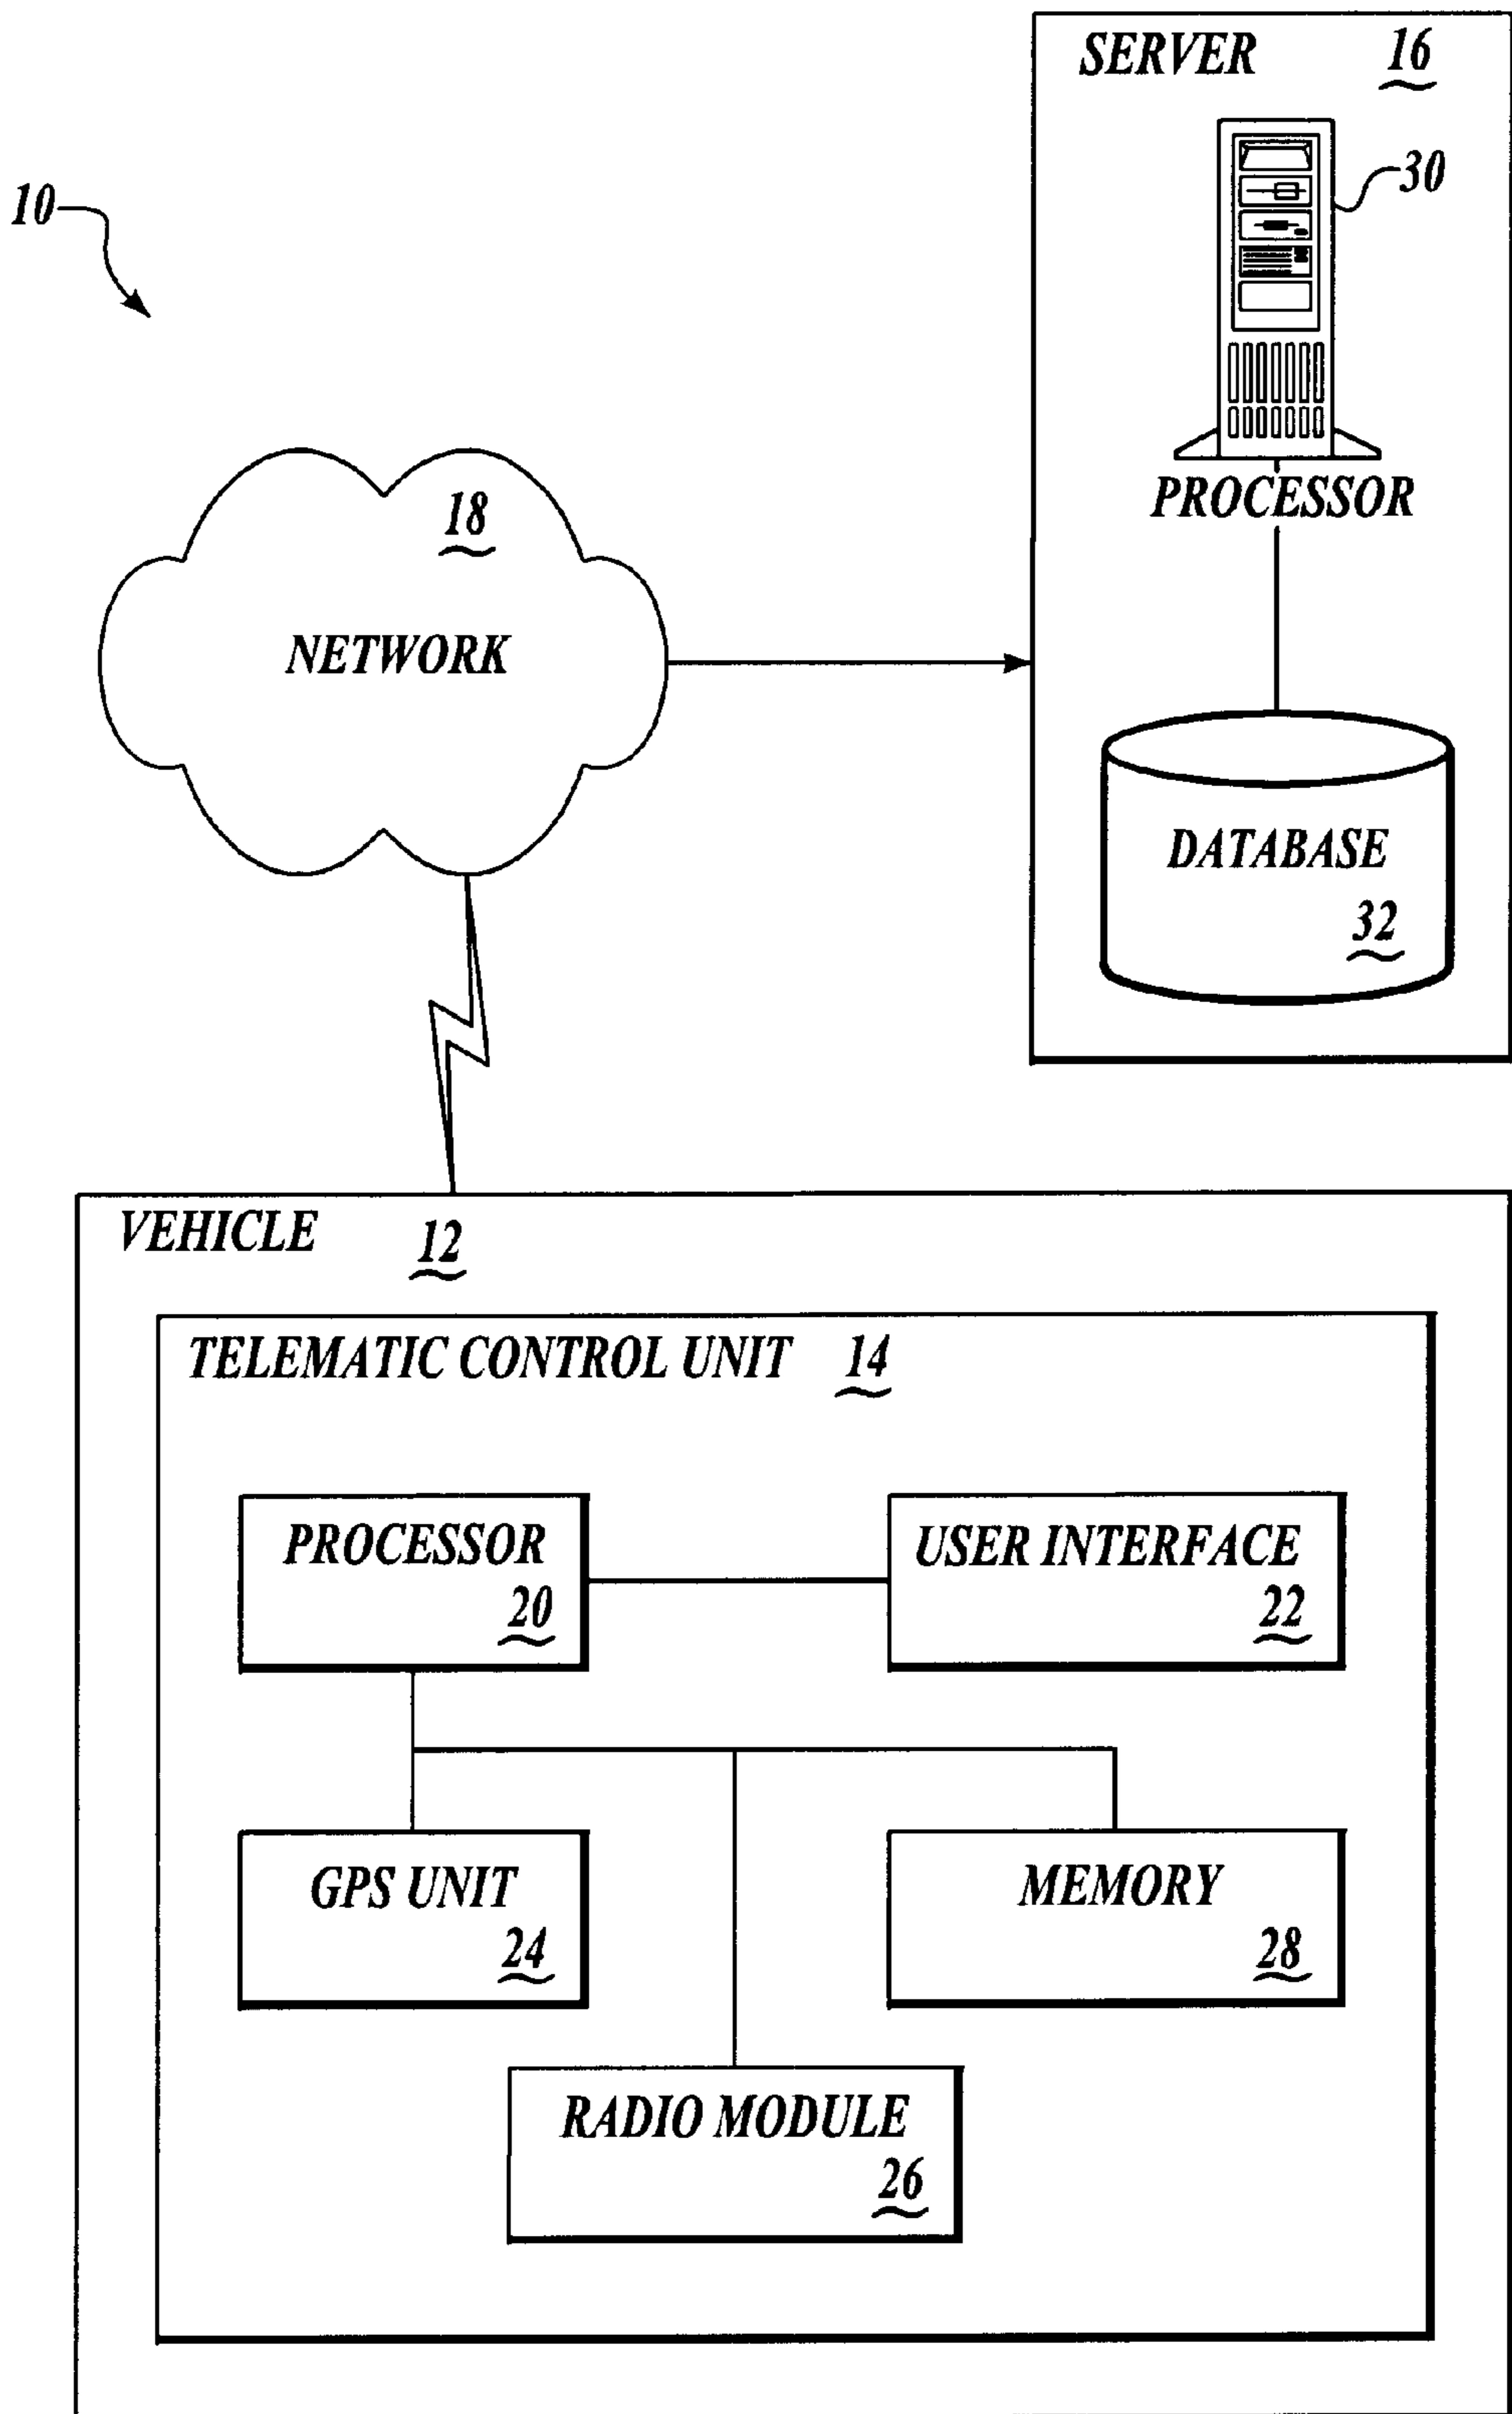 SERVER 16
30
10
PROCESSOR
18
NETWORK
DATABASE
32
VEHICLE 12
TELEMATIC CONTROL UNIT 14
PROCESSOR
20
USER INTERFACE
22
GPS UNIT
24
MEMORY
28
RADIO MODULE
26